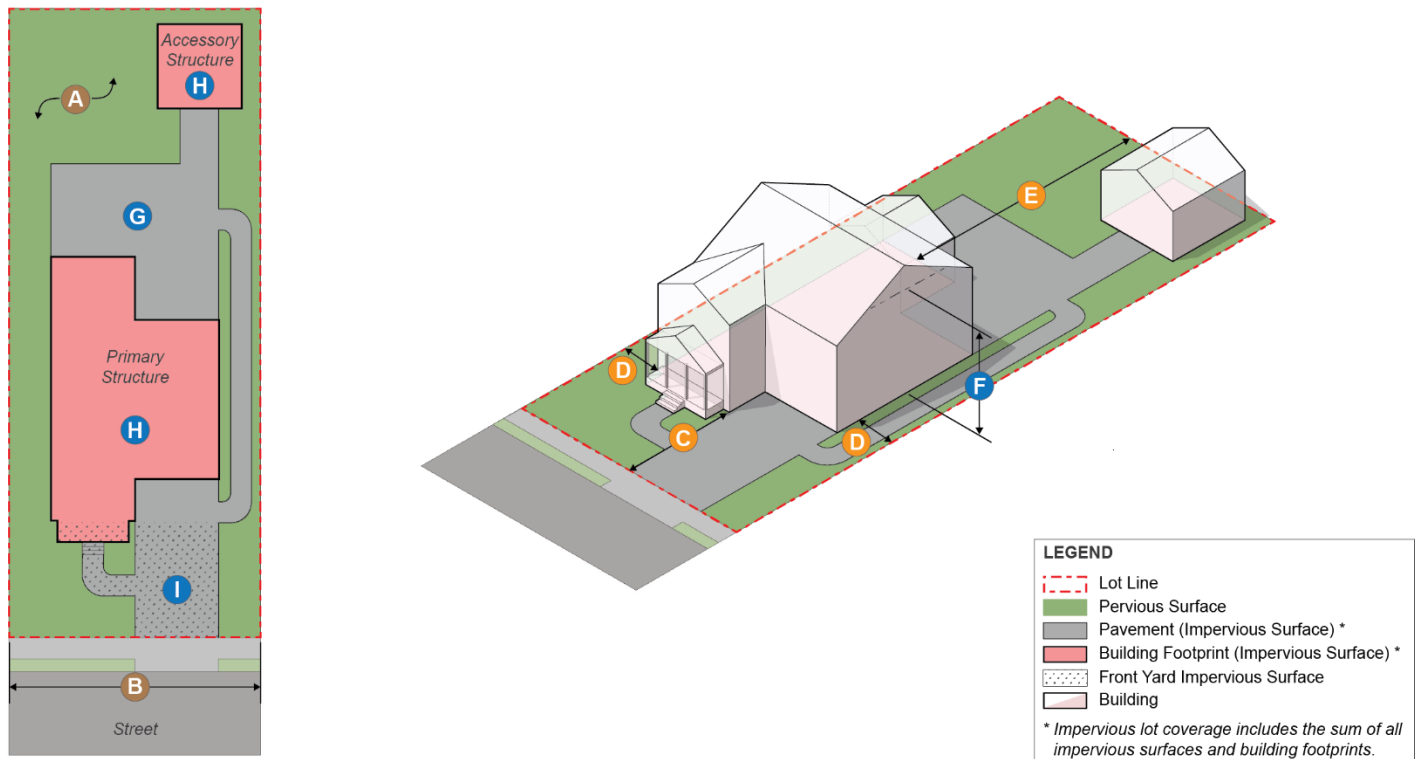 Accessory
Structure
H
A
G
Primary
Structure
H
I
B
Street
E
D
F
C
D
LEGEND
Lot Line
Pervious Surface
Pavement (Impervious Surface) *
Building Footprint (Impervious Surface) *
Front Yard Impervious Surface
Building
* Impervious lot coverage includes the sum of all
impervious surfaces and building footprints.